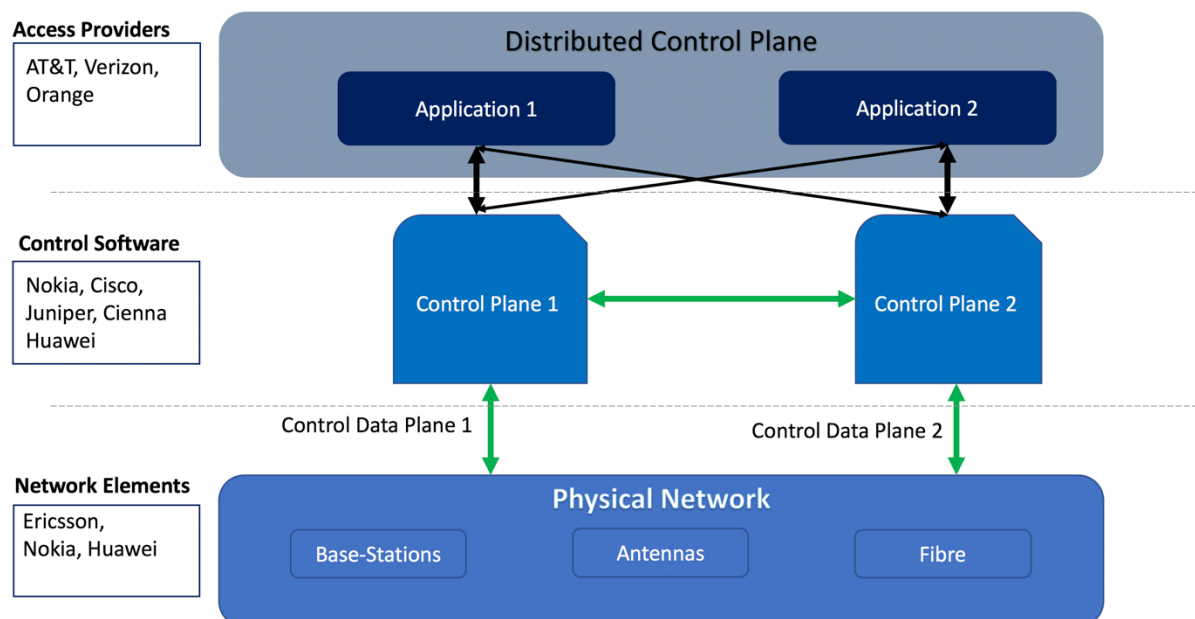 Access Providers
AT&T, Verizon,
Orange
Distributed Control Plane
Application 1
Application 2
Control Software
Nokia, Cisco,
Juniper, Cienna
Huawei
Control Plane 1
Control Plane 2
Control Data Plane 1
Control Data Plane 2
Network Elements
Ericsson,
Nokia, Huawei
Physical Network
Base-Stations
Antennas
Fibre